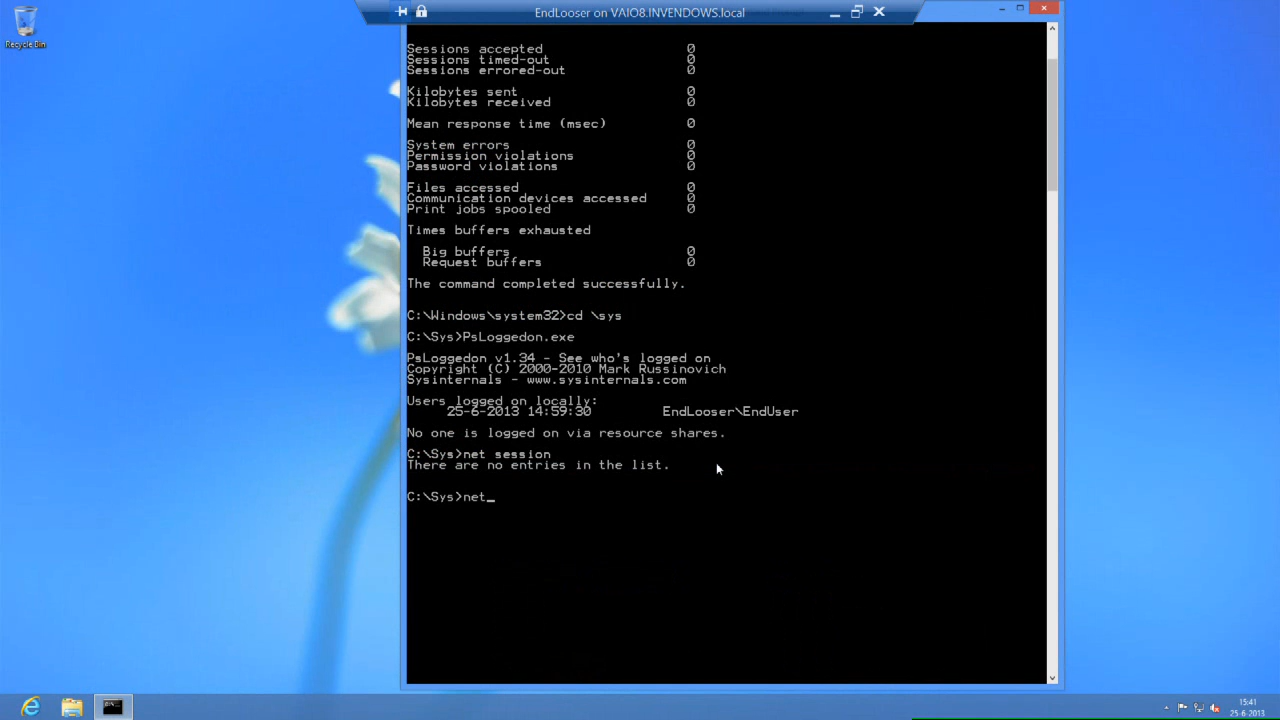 Recycle Bin
EndLooser on VAIO8.INVENDOWS.local
Sessions accepted 0
Sessions timed-out 0
Sessions errored-out 0
Kilobytes sent 0
Kilobytes received 0
Mean response time (msec) 0
System errors 0
Permission violations 0
Password violations 0
Files accessed 0
Communication devices accessed 0
Print jobs spooled 0
Times buffers exhausted
Big buffers 0
Request buffers 0
The command completed successfully.
C:\Windows\system32>cd \sys
C:\Sys>PsLoggedon.exe
PsLoggedon v1.34 - See who's logged on
Copyright (C) 2000-2010 Mark Russinovich
Sysinternals - www.sysinternals.com
Users logged on locally:
25-6-2013 14:59:30 EndLooser\EndUser
No one is logged on via resource shares.
C:\Sys>net session
There are no entries in the list.
C:\Sys>net_
15:41
25-6-2013